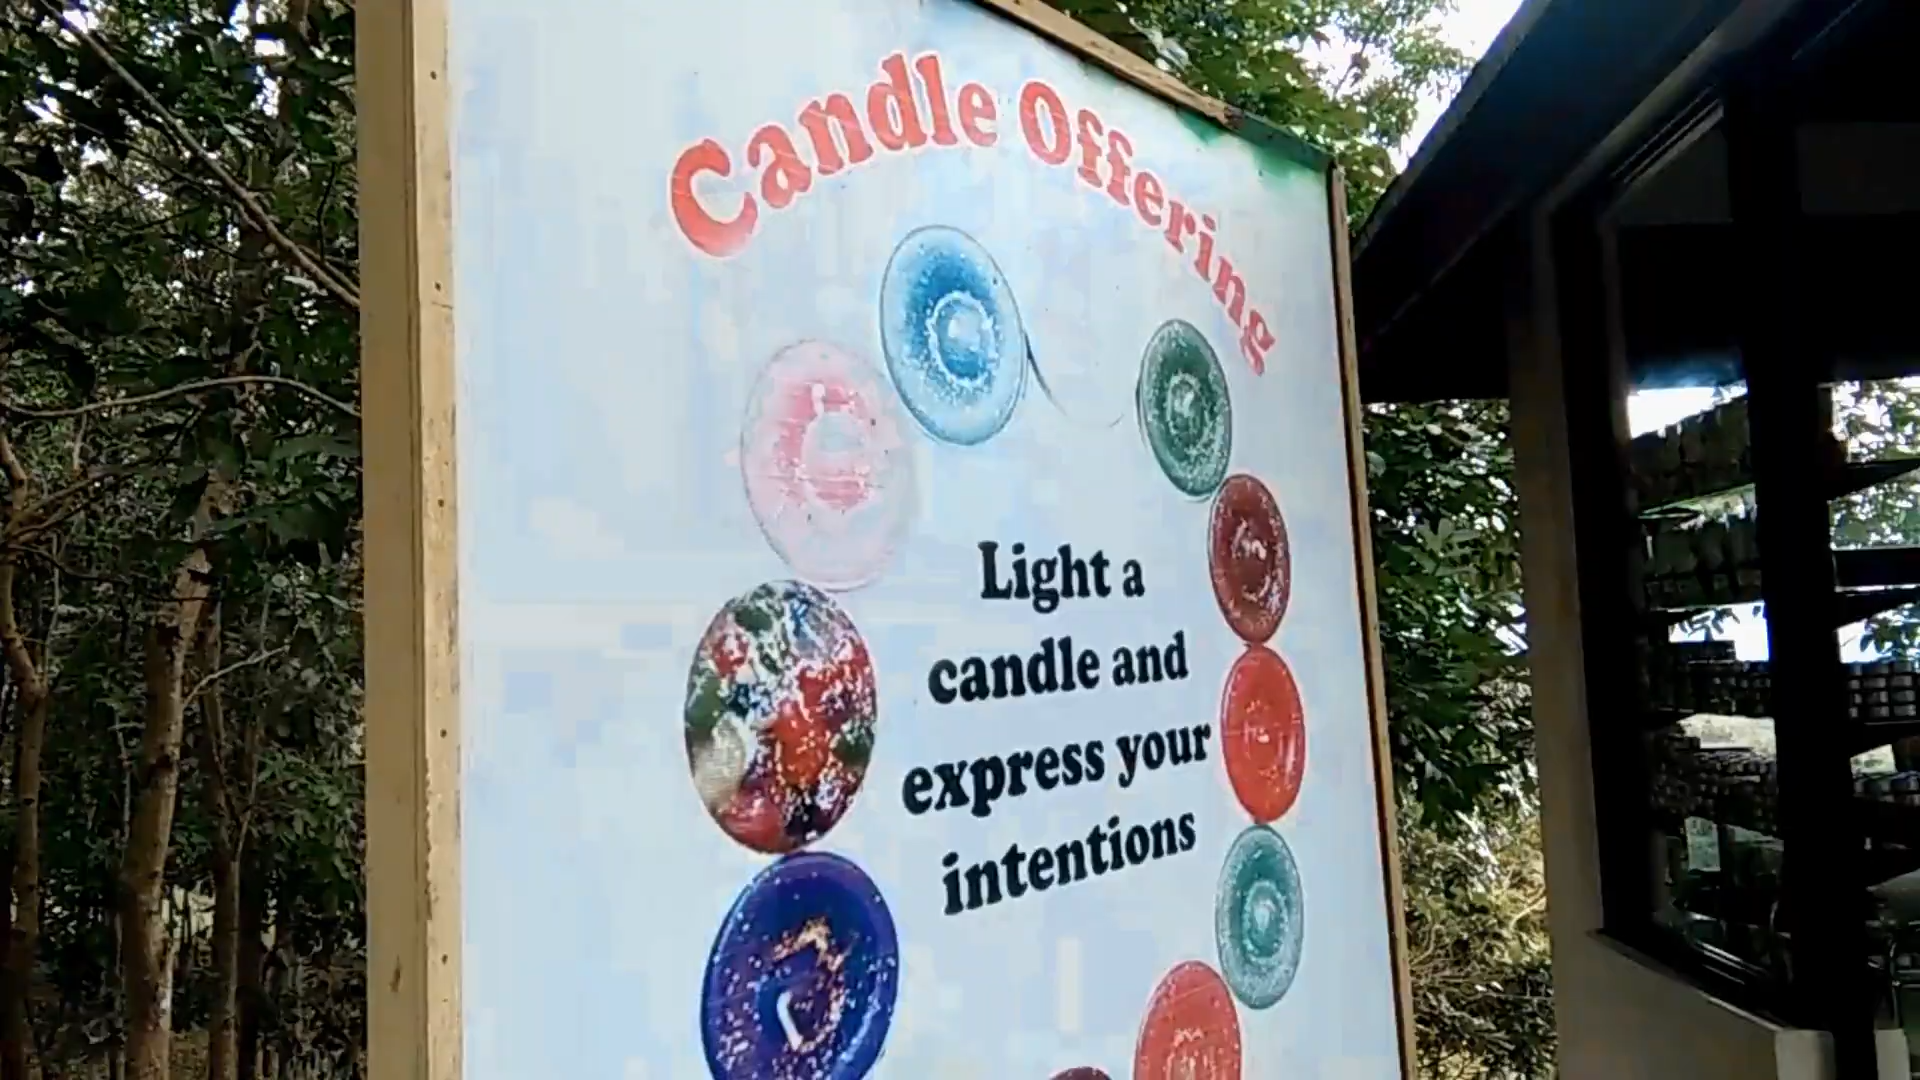 Candle Offering
Light a
candle and
express your
intentions